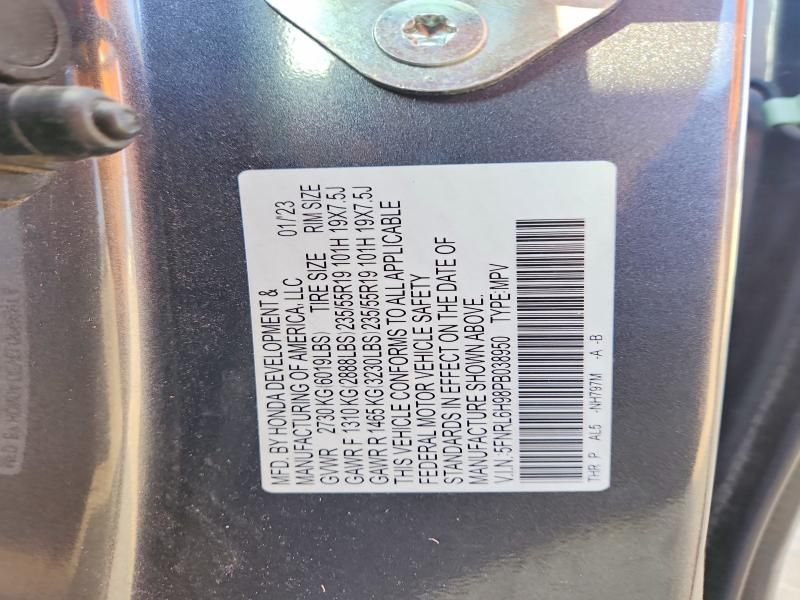 MFD. BY HONDA DEVELOPMENT &
MANUFACTURING OF AMERICA, LLC 01/23
GVWR 2730 KG(6019LBS) TIRE SIZE RIM SIZE
GAWR F 1310 KG(2888LBS) 235/55R19 101H 19X7.5J
GAWR R 1465 KG(3230LBS) 235/55R19 101H 19X7.5J
THIS VEHICLE CONFORMS TO ALL APPLICABLE
FEDERAL MOTOR VEHICLE SAFETY
STANDARDS IN EFFECT ON THE DATE OF
MANUFACTURE SHOWN ABOVE.
V.I.N.:5FNRL6H98PB038950 TYPE:MPV
THR P AL5 -NH797M -A -B